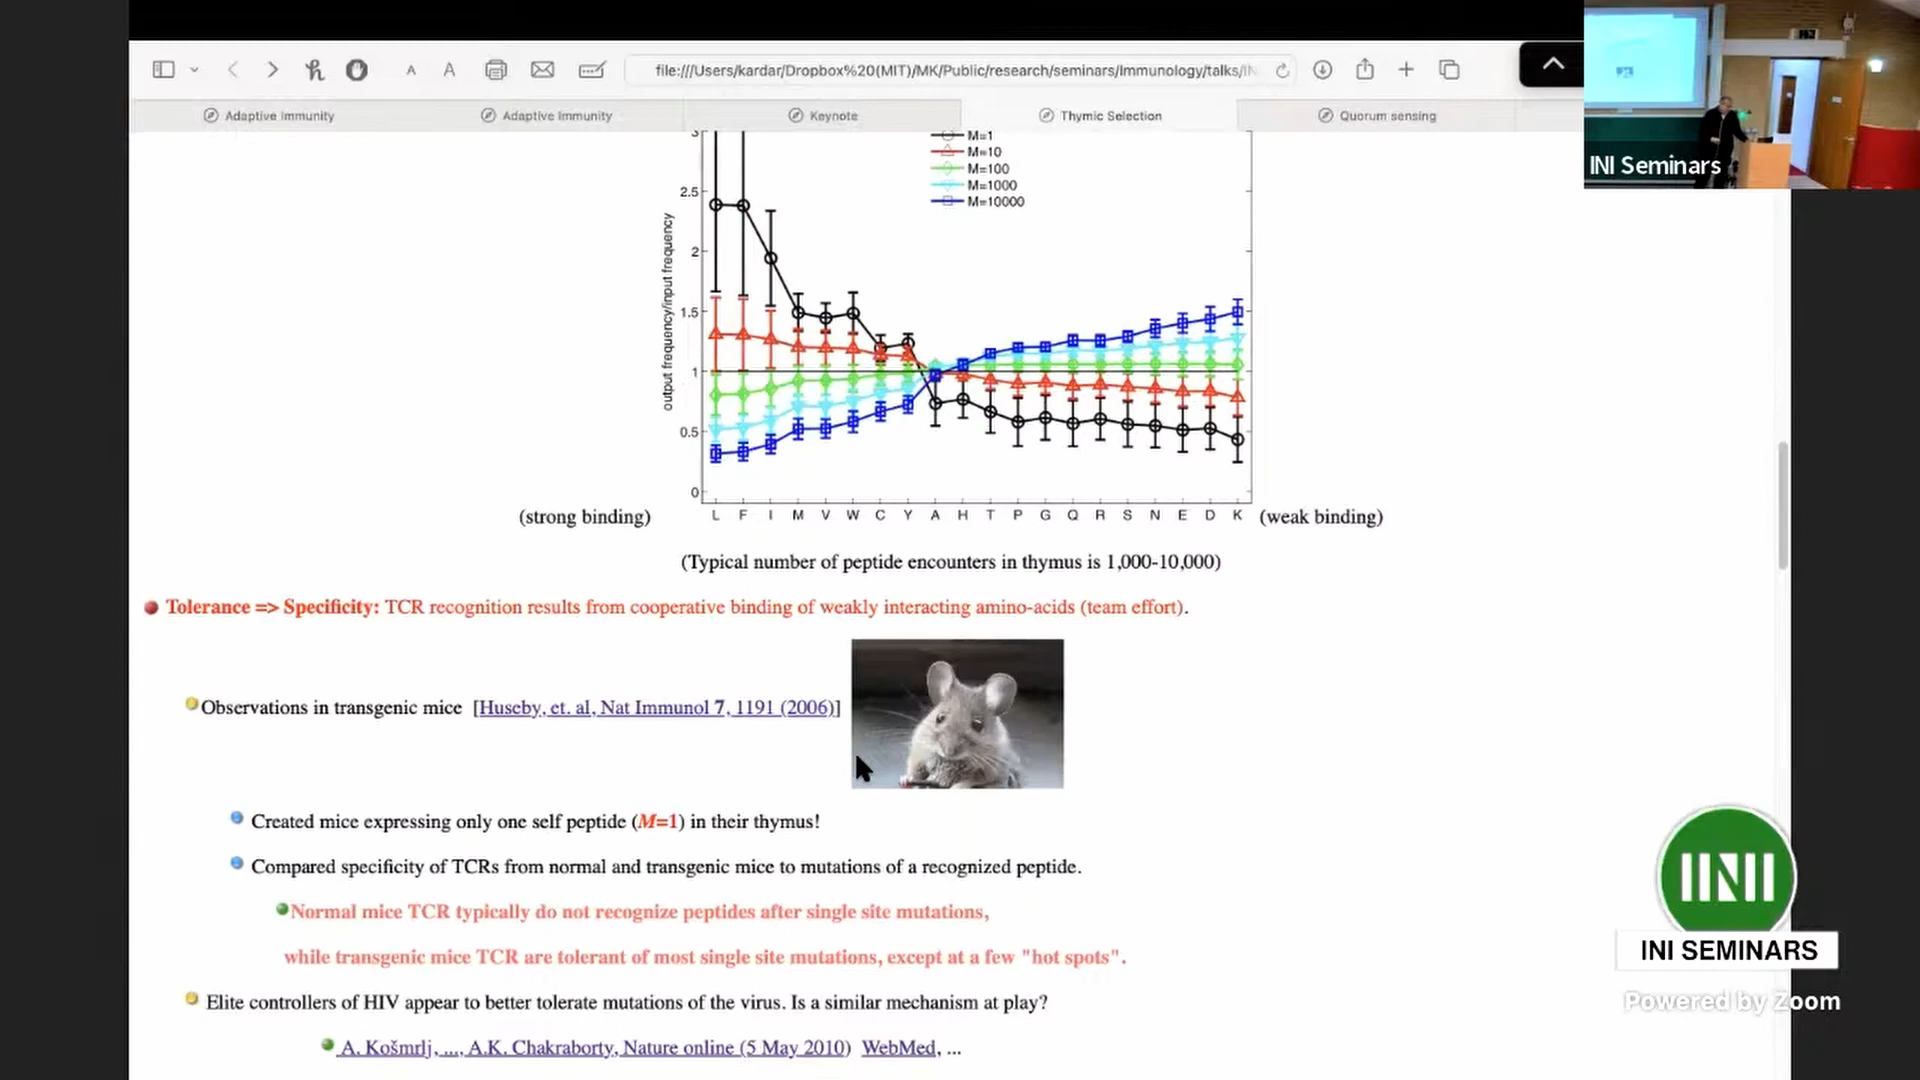 file:///Users/kardar/Dropbox%20(MIT)/MK/Public/research/seminars/Immunology/talks/IN
Adaptive Immunity
Adaptive Immunity
Keynote
Thymic Selection
Quorum sensing
INI Seminars
M=1
M=10
M=100
M=1000
M=10000
3
2.5
2
1.5
1
0.5
0
output frequency/input frequency
(strong binding)
L F I M V W C Y A H T P G Q R S N E D K
(weak binding)
(Typical number of peptide encounters in thymus is 1,000-10,000)
Tolerance => Specificity: TCR recognition results from cooperative binding of weakly interacting amino-acids (team effort).
Observations in transgenic mice [Huseby, et. al, Nat Immunol 7, 1191 (2006)]
Created mice expressing only one self peptide (M=1) in their thymus!
Compared specificity of TCRs from normal and transgenic mice to mutations of a recognized peptide.
Normal mice TCR typically do not recognize peptides after single site mutations,
while transgenic mice TCR are tolerant of most single site mutations, except at a few "hot spots".
Elite controllers of HIV appear to better tolerate mutations of the virus. Is a similar mechanism at play?
A. Košmrlj, ..., A.K. Chakraborty, Nature online (5 May 2010) WebMed, ...
INI
INI SEMINARS
Powered by Zoom